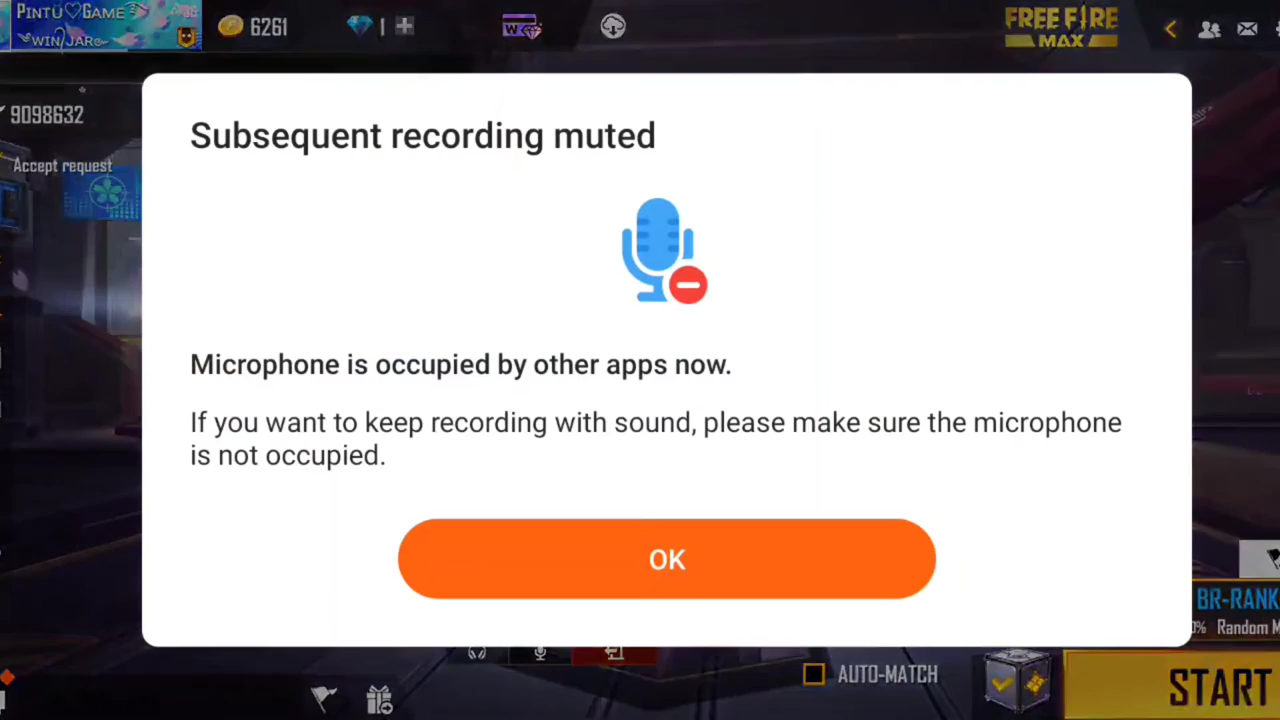 PINTU♡GAME
WIN/JAR
6261
1
FREE FIRE
MAX
9098632
Accept request
Subsequent recording muted
Microphone is occupied by other apps now.
If you want to keep recording with sound, please make sure the microphone
is not occupied.
OK
BR-RANK
Random M
AUTO-MATCH
START